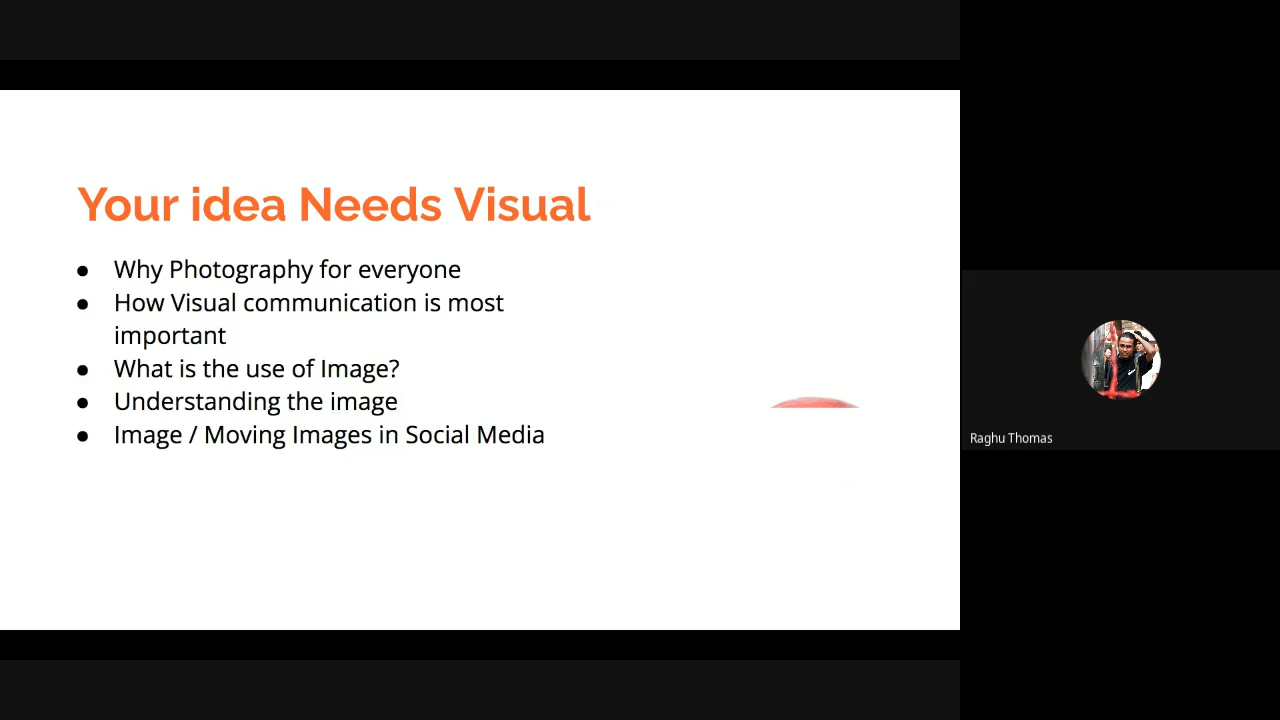 Your idea Needs Visual
● Why Photography for everyone
● How Visual communication is most
important
● What is the use of Image?
● Understanding the image
● Image / Moving Images in Social Media
Raghu Thomas